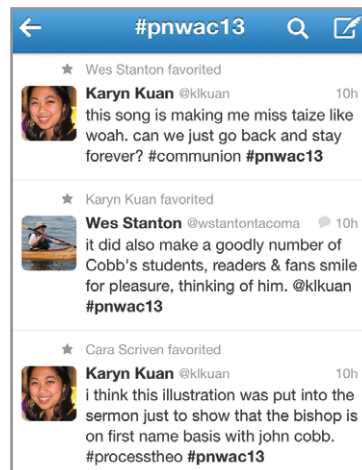 #pnwac13
Wes Stanton favorited
Karyn Kuan @klkuan 10h
this song is making me miss taize like
woah. can we just go back and stay
forever? #communion #pnwac13
Karyn Kuan favorited
Wes Stanton @wstantontacoma 10h
it did also make a goodly number of
Cobb's students, readers & fans smile
for pleasure, thinking of him. @klkuan
#pnwac13
Cara Scriven favorited
Karyn Kuan @klkuan 10h
i think this illustration was put into the
sermon just to show that the bishop is
on first name basis with john cobb.
#processtheo #pnwac13